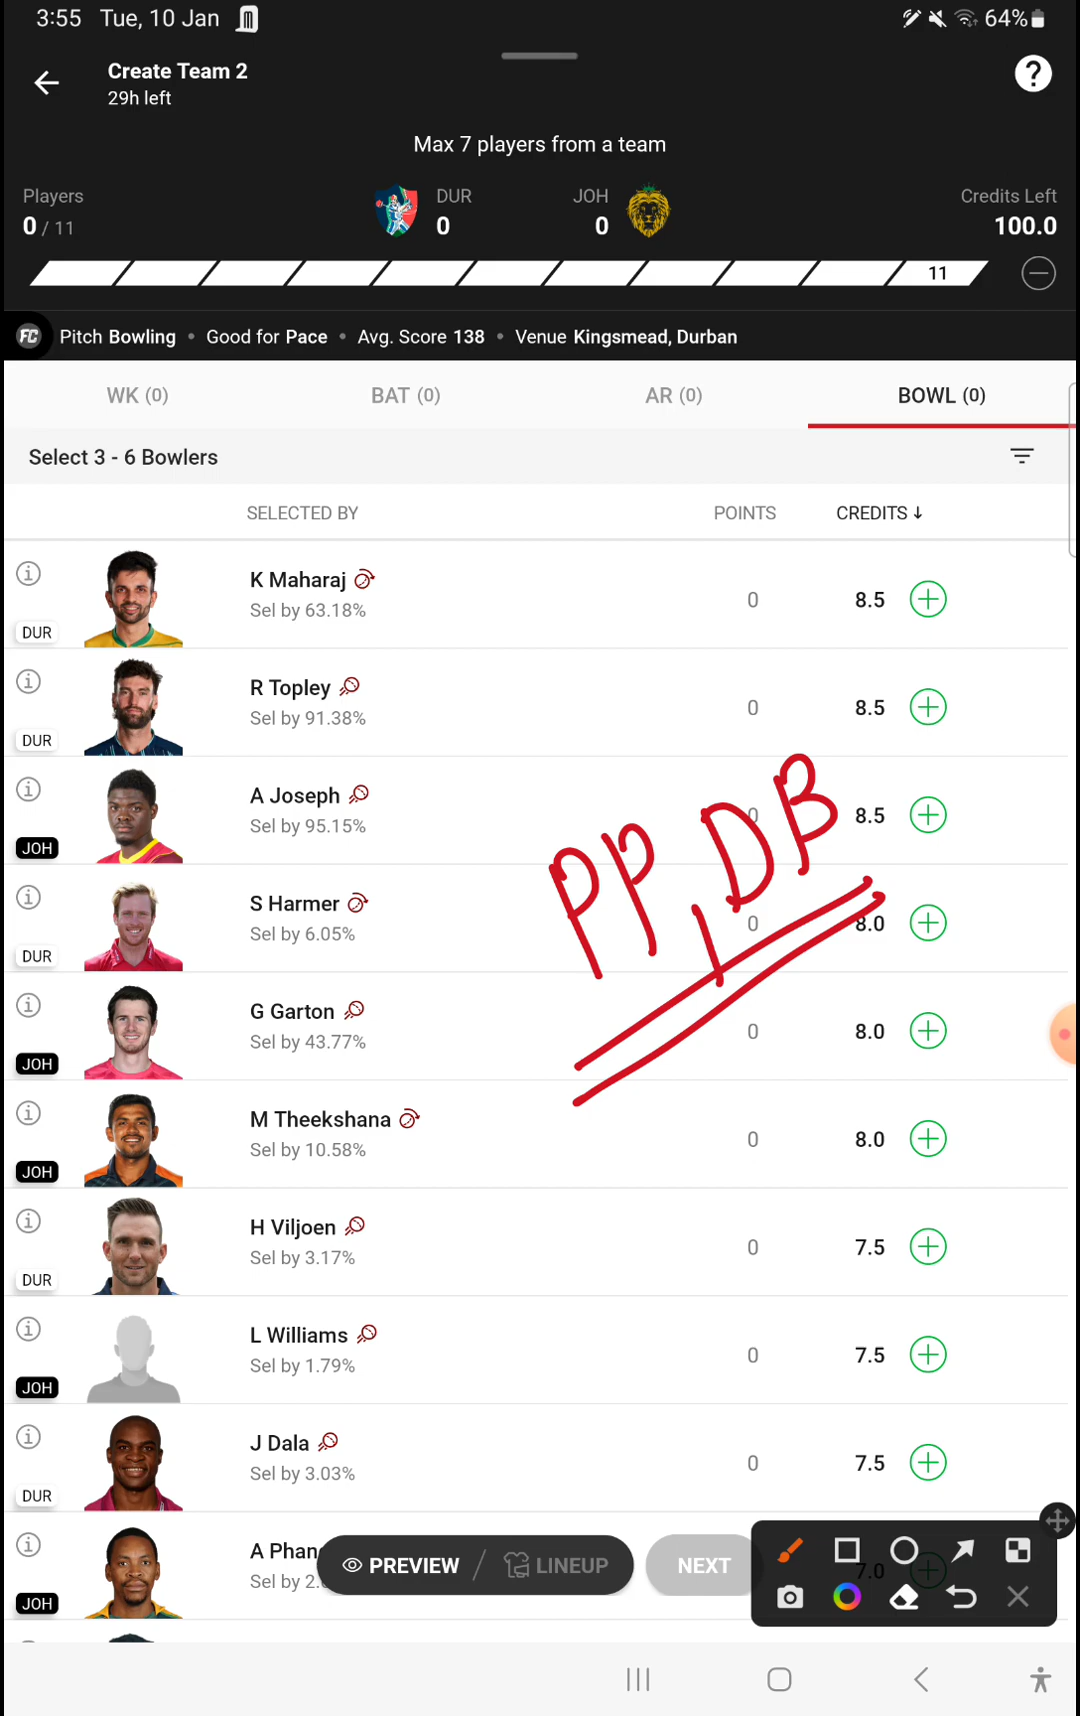 3:55 Tue, 10 Jan 64%
Create Team 2
29h left
Max 7 players from a team
Players DUR JOH Credits Left
0 / 11 0 0 100.0
11
FC Pitch Bowling • Good for Pace • Avg. Score 138 • Venue Kingsmead, Durban
WK (0) BAT (0) AR (0) BOWL (0)
Select 3 - 6 Bowlers
SELECTED BY POINTS CREDITS ↓
K Maharaj
Sel by 63.18% 0 8.5
DUR
R Topley
Sel by 91.38% 0 8.5
DUR
A Joseph
Sel by 95.15% 0 8.5
JOH
PP, DB
S Harmer
Sel by 6.05% 0 8.0
DUR
G Garton
Sel by 43.77% 0 8.0
JOH
M Theekshana
Sel by 10.58% 0 8.0
JOH
H Viljoen
Sel by 3.17% 0 7.5
DUR
L Williams
Sel by 1.79% 0 7.5
JOH
J Dala
Sel by 3.03% 0 7.5
DUR
A Phan
Sel by 2. 7.0
JOH
PREVIEW / LINEUP NEXT